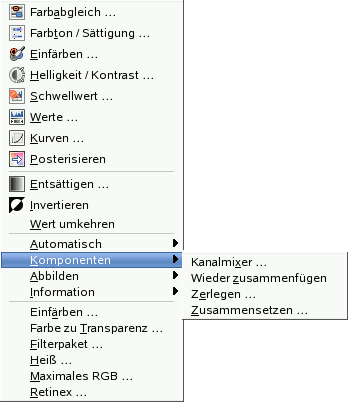 Farbabgleich ...
Farbton / Sättigung ...
Einfärben ...
Helligkeit / Kontrast ...
Schwellwert ...
Werte ...
Kurven ...
Posterisieren
Entsättigen ...
Invertieren
Wert umkehren
Automatisch
Komponenten
Abbilden
Information
Einfärben ...
Farbe zu Transparenz ...
Filterpaket ...
Heiß ...
Maximales RGB ...
Retinex ...
Kanalmixer ...
Wieder zusammenfügen
Zerlegen ...
Zusammensetzen ...